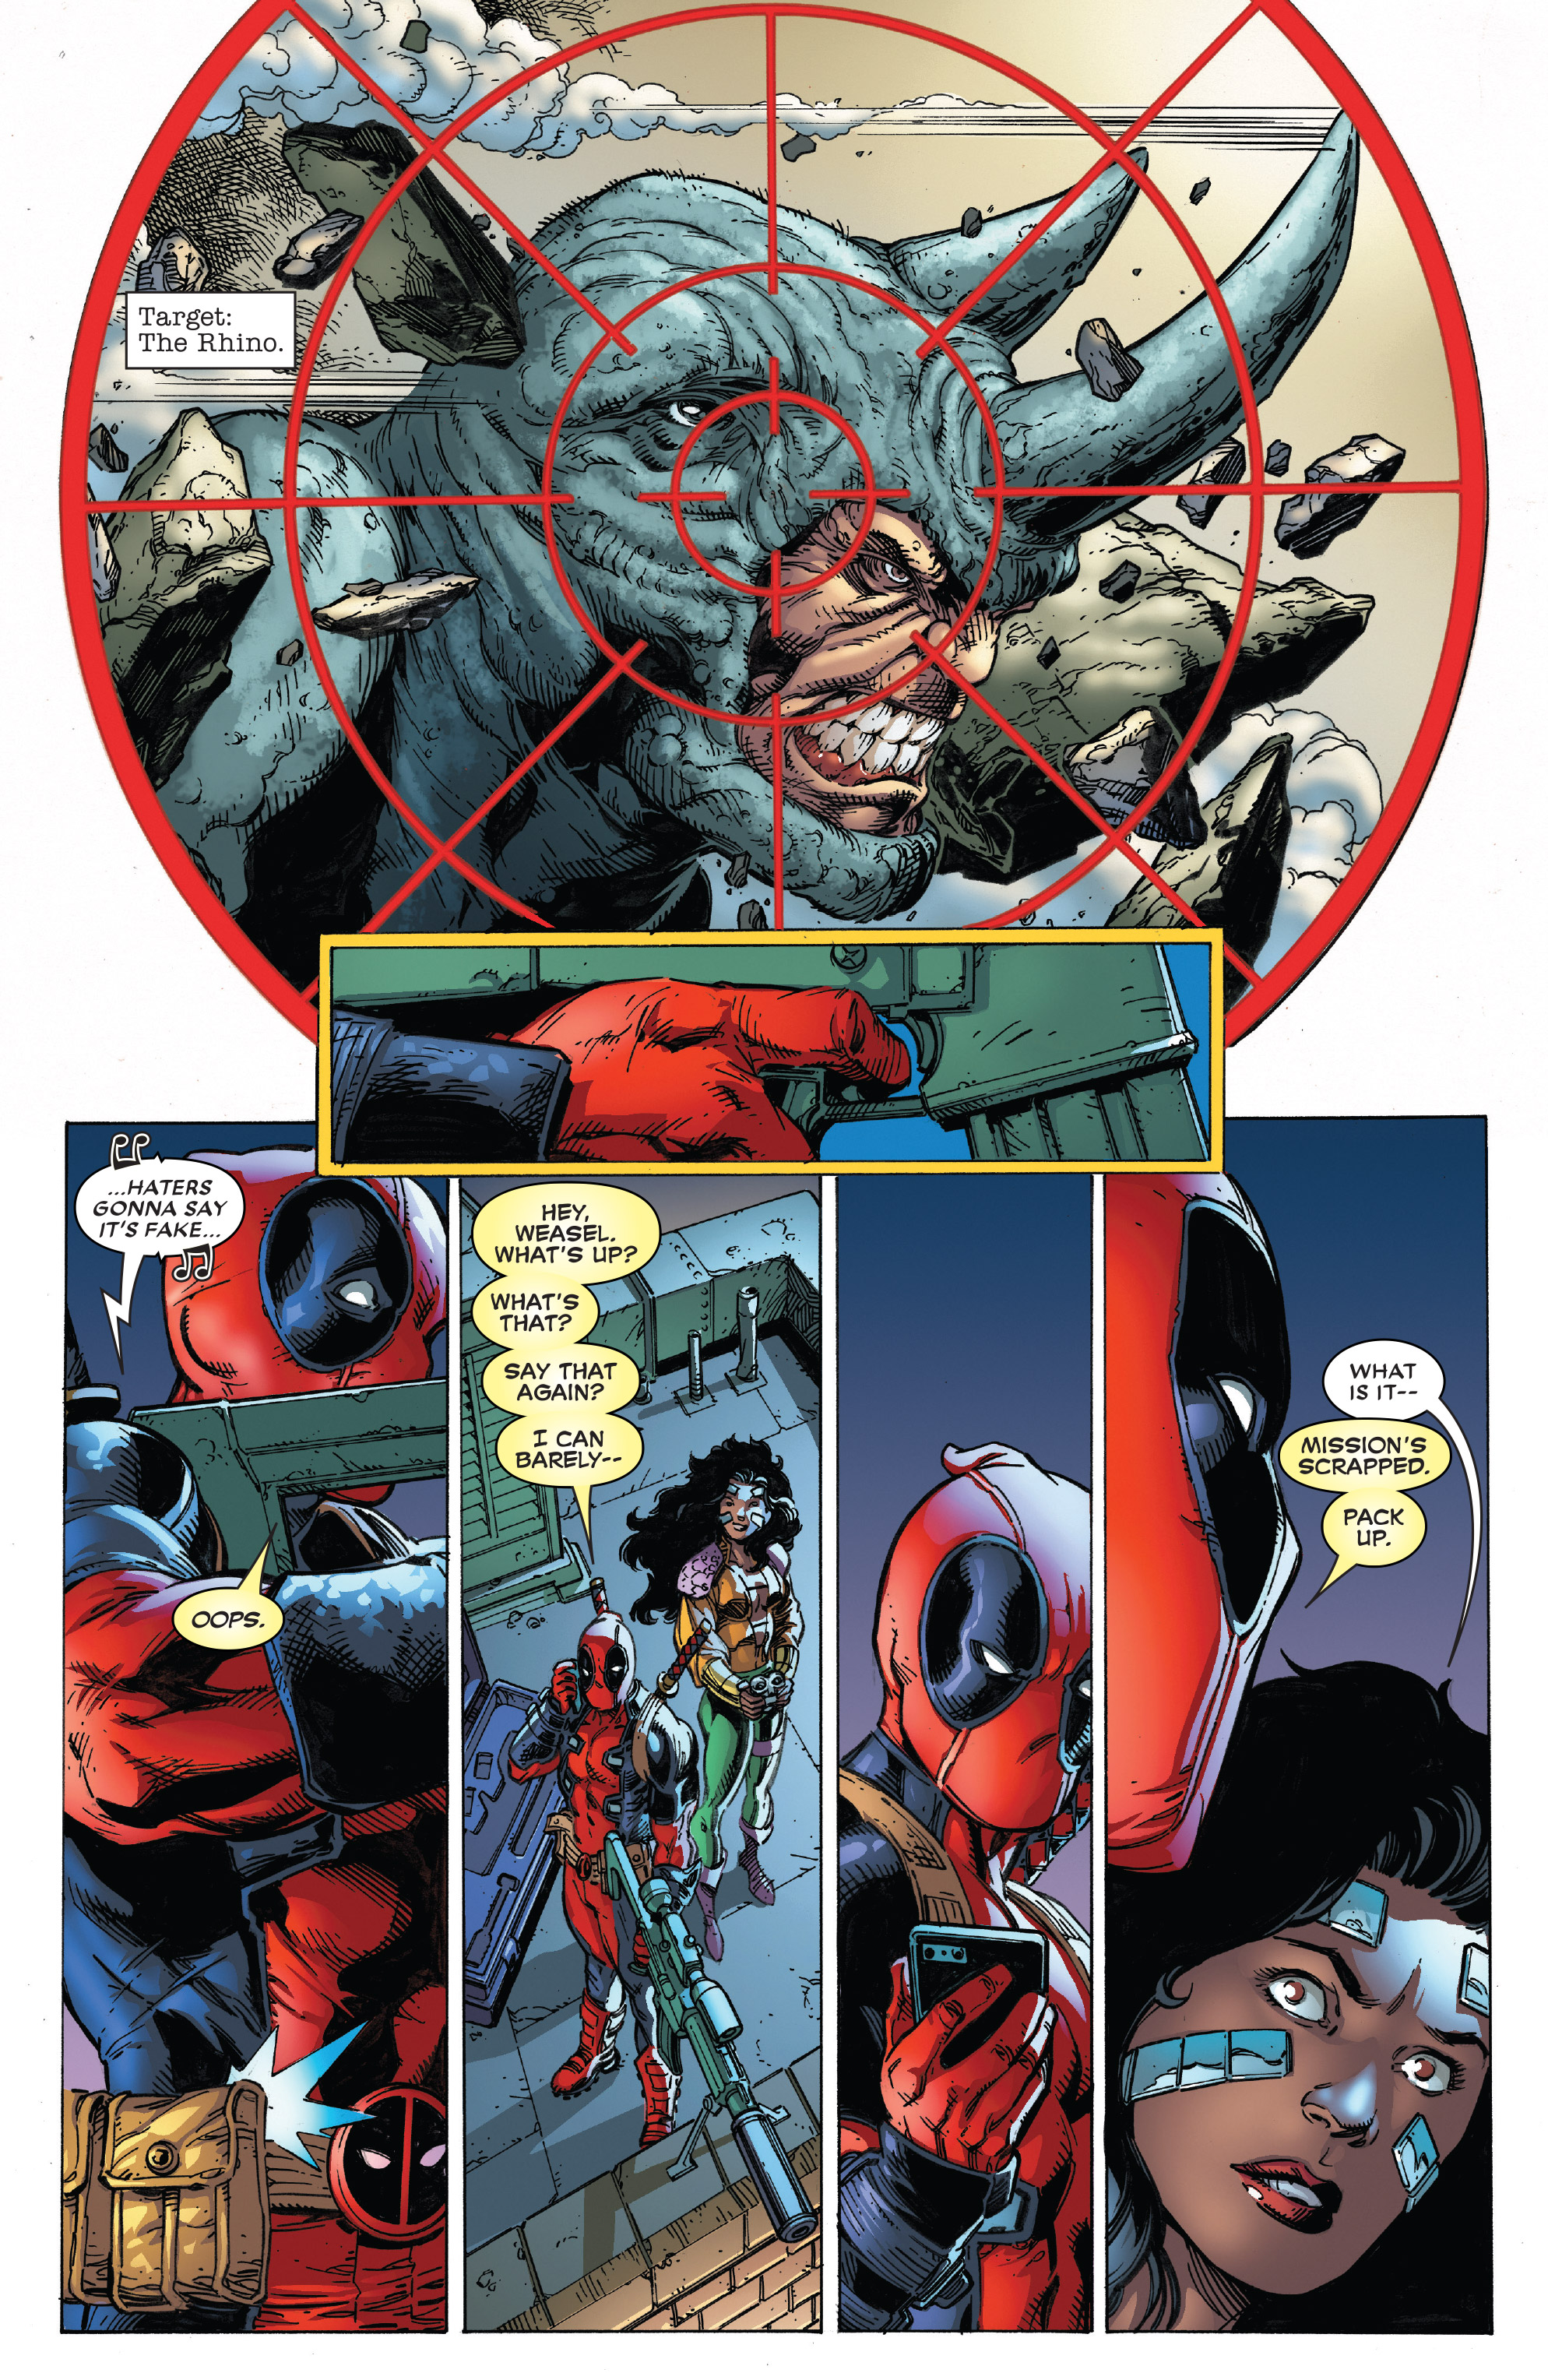 Target:
The Rhino.
...HATERS
GONNA SAY
IT'S FAKE...
OOPS.
HEY,
WEASEL.
WHAT'S UP?
WHAT'S
THAT?
SAY THAT
AGAIN?
I CAN
BARELY--
WHAT
IS IT--
MISSION'S
SCRAPPED.
PACK
UP.